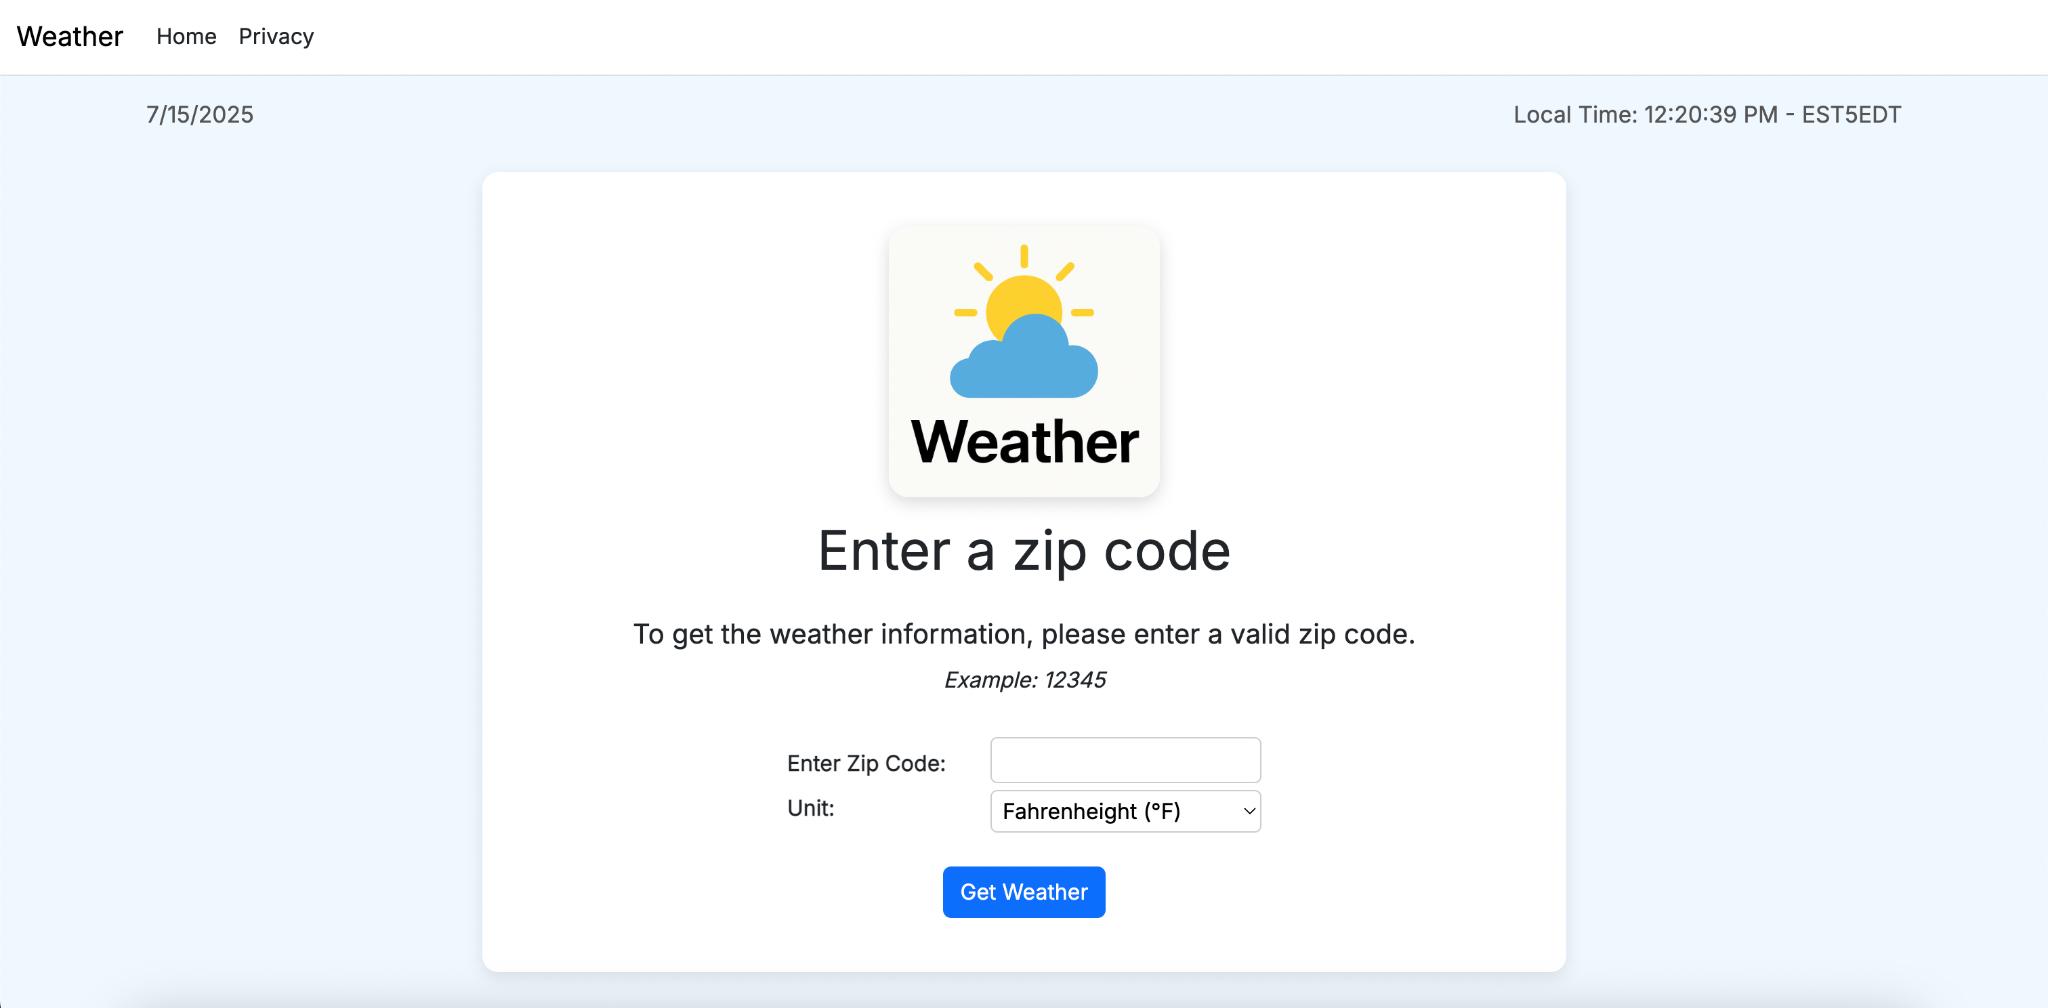 Weather Home Privacy
7/15/2025 Local Time: 12:20:39 PM - EST5EDT
Weather
Enter a zip code
To get the weather information, please enter a valid zip code.
Example: 12345
Enter Zip Code:
Unit: Fahrenheight (°F)
Get Weather